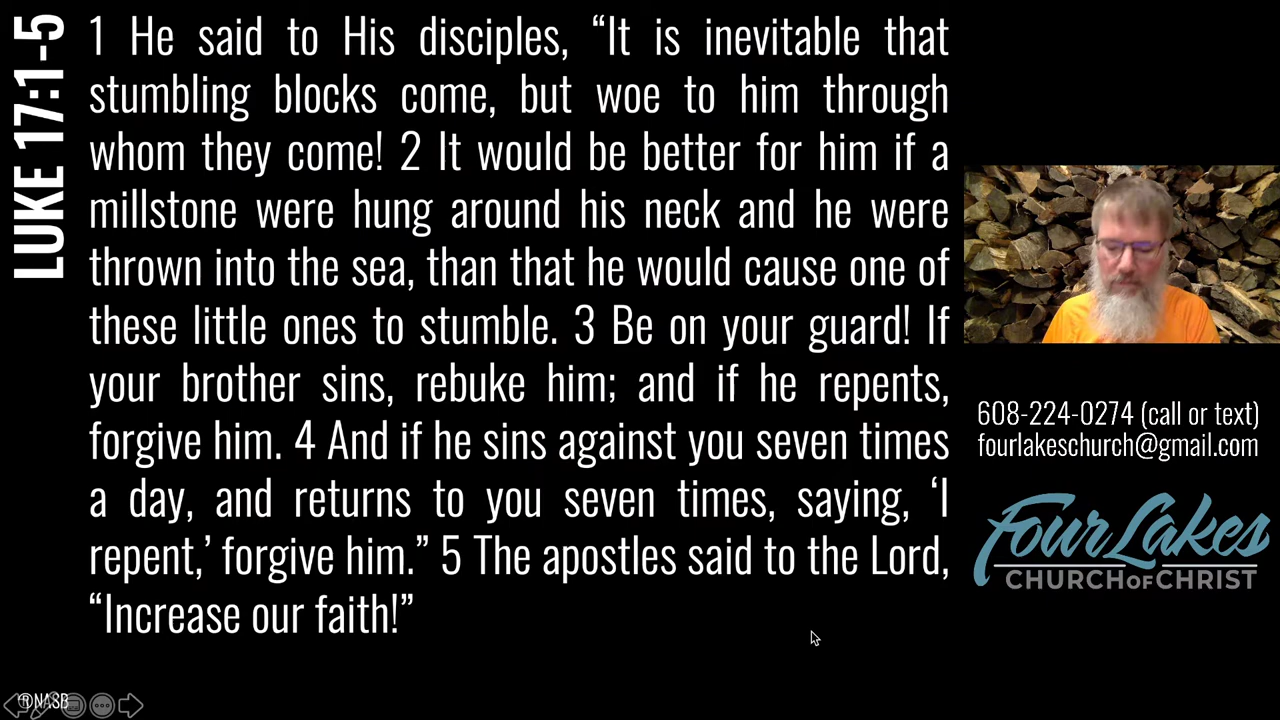 LUKE 17:1-5
1 He said to His disciples, “It is inevitable that
stumbling blocks come, but woe to him through
whom they come! 2 It would be better for him if a
millstone were hung around his neck and he were
thrown into the sea, than that he would cause one of
these little ones to stumble. 3 Be on your guard! If
your brother sins, rebuke him; and if he repents,
forgive him. 4 And if he sins against you seven times
a day, and returns to you seven times, saying, ‘I
repent,’ forgive him.” 5 The apostles said to the Lord,
“Increase our faith!”
608-224-0274 (call or text)
fourlakeschurch@gmail.com
Four Lakes
CHURCH OF CHRIST
NASB